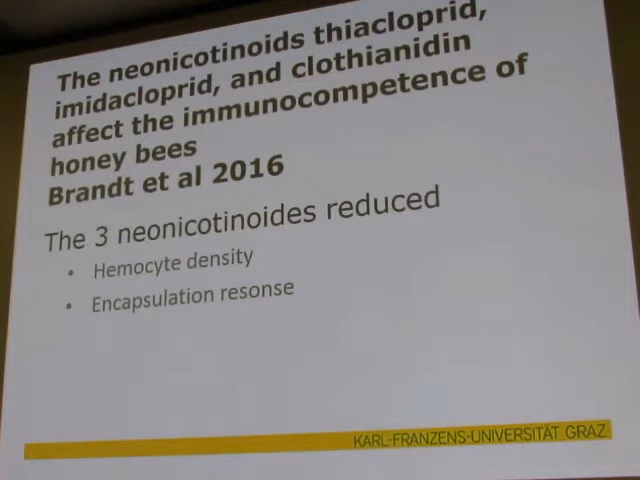 The neonicotinoids thiacloprid,
imidacloprid, and clothianidin
affect the immunocompetence of
honey bees
Brandt et al 2016
The 3 neonicotinoides reduced
• Hemocyte density
• Encapsulation resonse
KARL-FRANZENS-UNIVERSITÄT GRAZ